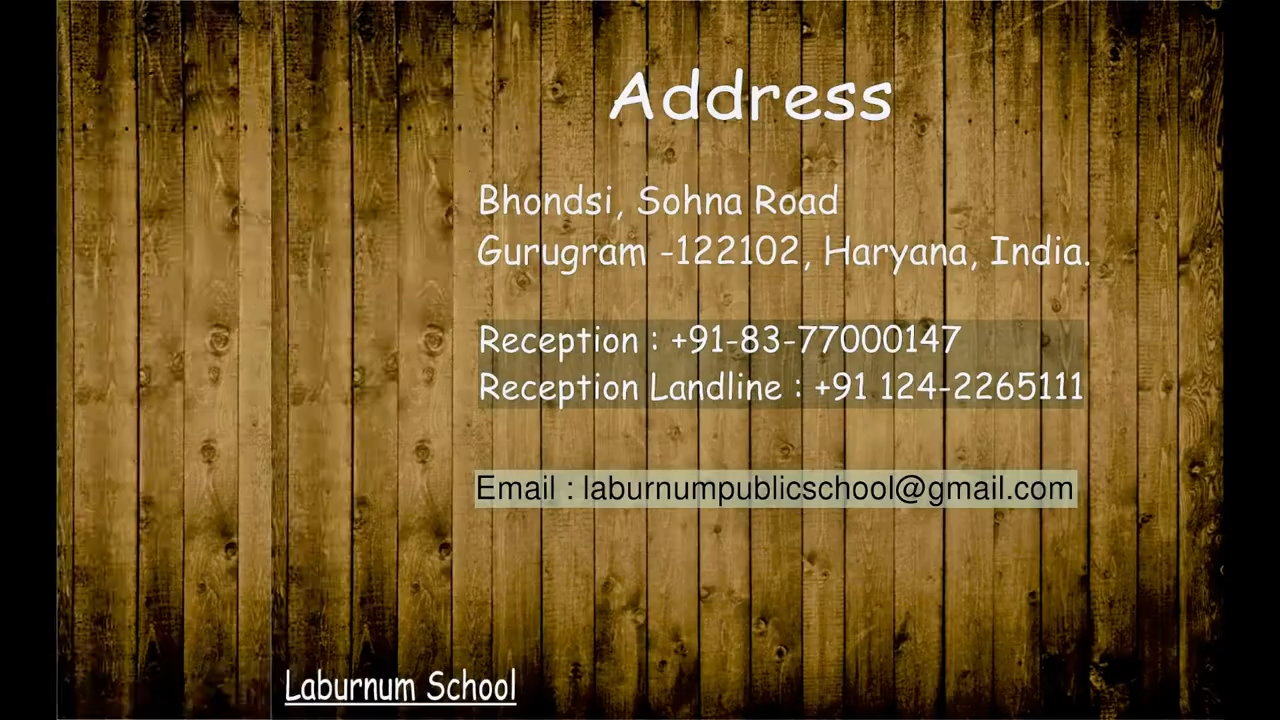 Address
Bhondsi, Sohna Road
Gurugram -122102, Haryana, India.
Reception : +91-83-77000147
Reception Landline : +91 124-2265111
Email : laburnumpublicschool@gmail.com
Laburnum School